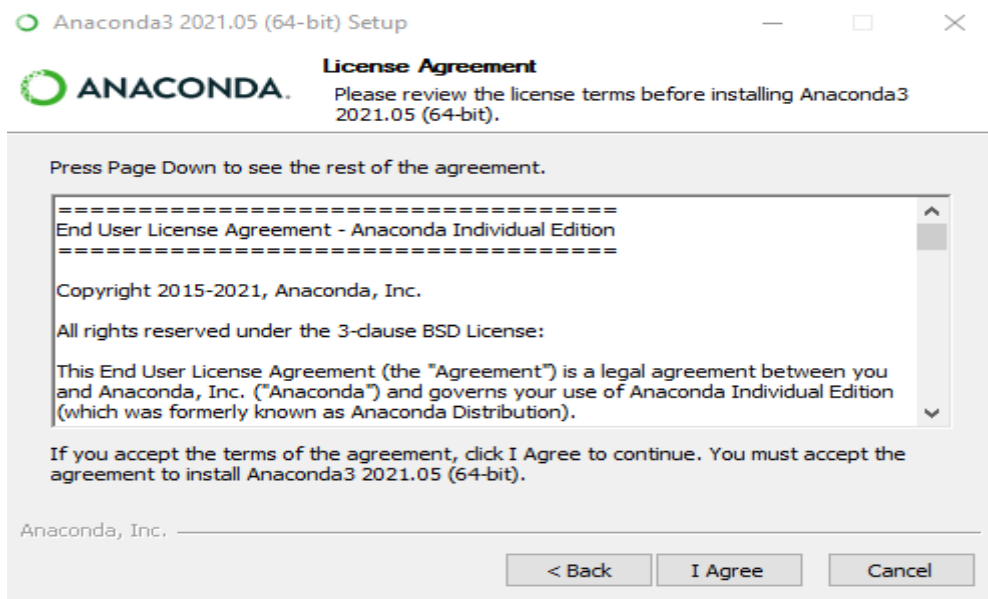 Anaconda3 2021.05 (64-bit) Setup
ANACONDA.
License Agreement
Please review the license terms before installing Anaconda3
2021.05 (64-bit).
Press Page Down to see the rest of the agreement.
===================================
End User License Agreement - Anaconda Individual Edition
===================================
Copyright 2015-2021, Anaconda, Inc.
All rights reserved under the 3-clause BSD License:
This End User License Agreement (the "Agreement") is a legal agreement between you
and Anaconda, Inc. ("Anaconda") and governs your use of Anaconda Individual Edition
(which was formerly known as Anaconda Distribution).
If you accept the terms of the agreement, click I Agree to continue. You must accept the
agreement to install Anaconda3 2021.05 (64-bit).
Anaconda, Inc.
< Back
I Agree
Cancel